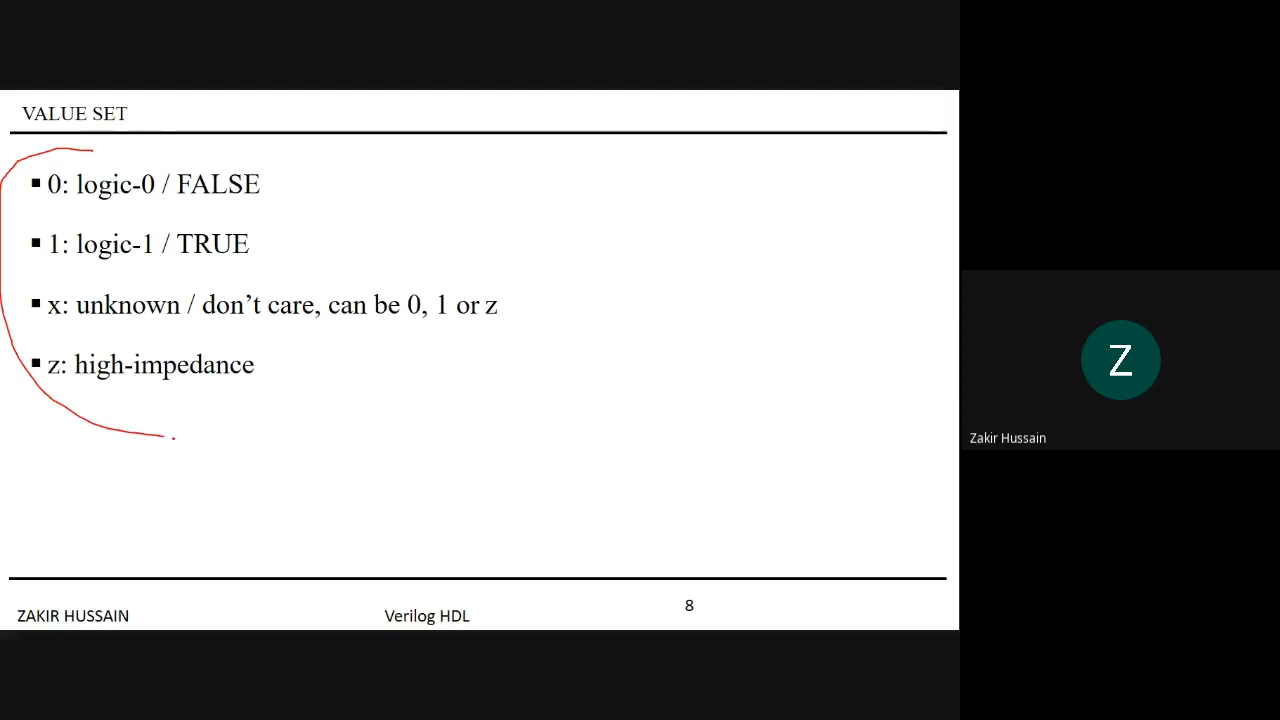 VALUE SET
▪ 0: logic-0 / FALSE
▪ 1: logic-1 / TRUE
▪ x: unknown / don’t care, can be 0, 1 or z
▪ z: high-impedance
Z
Zakir Hussain
ZAKIR HUSSAIN
Verilog HDL
8